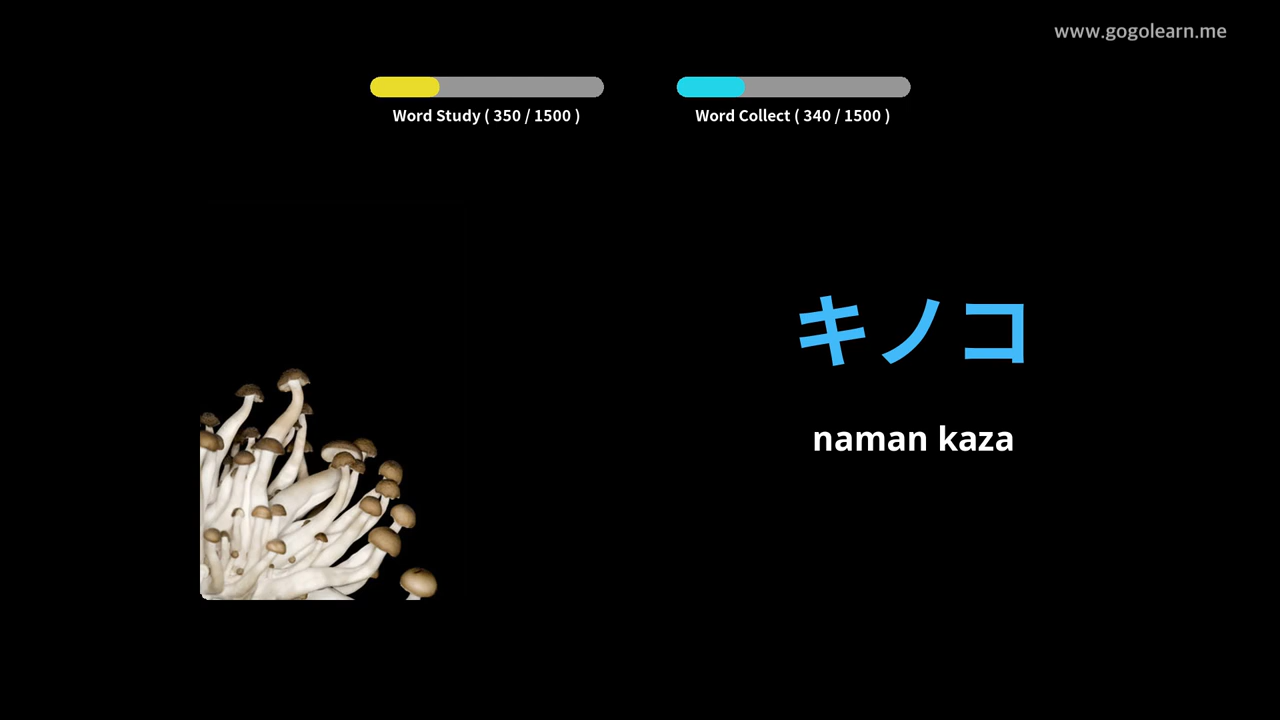 www.gogolearn.me
Word Study ( 350 / 1500 )
Word Collect ( 340 / 1500 )
キノコ
naman kaza